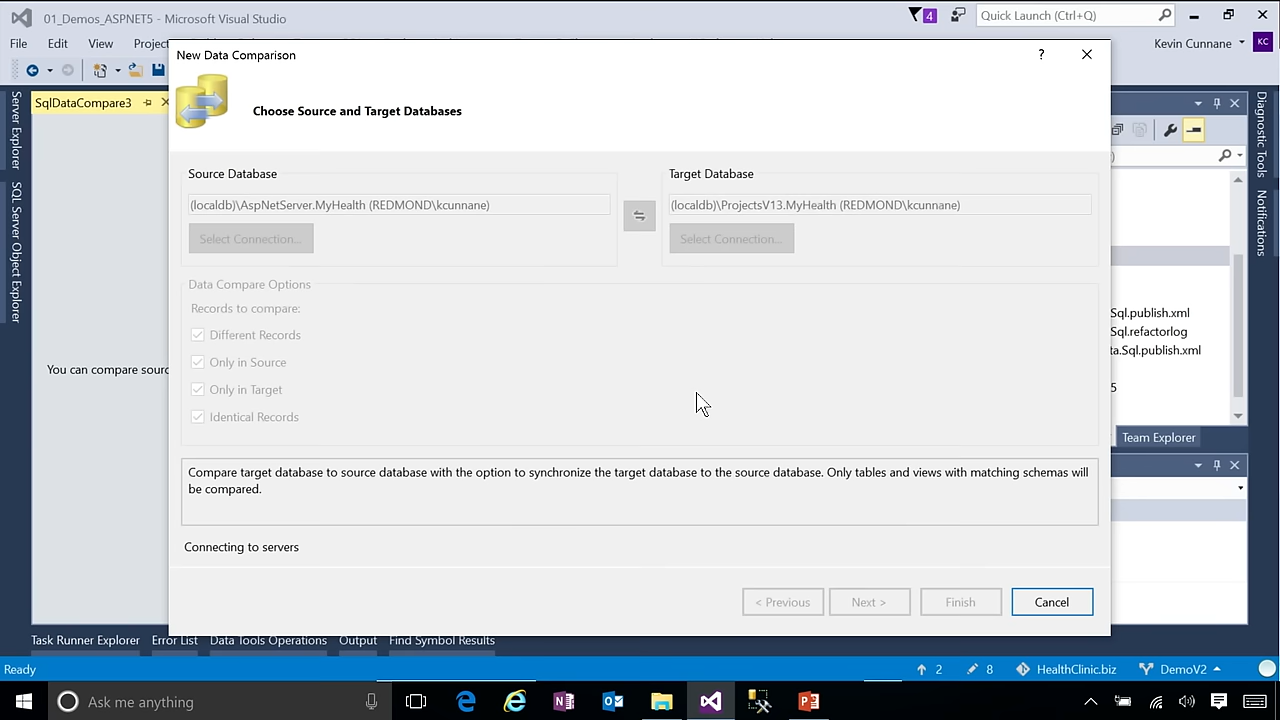 01_Demos_ASPNET5 - Microsoft Visual Studio
4
Quick Launch (Ctrl+Q)
File Edit View
Kevin Cunnane
KC
New Data Comparison
?
Choose Source and Target Databases
SqlDataCompare3
Server Explorer
SQL Server Object Explorer
Diagnostic Tools
Notifications
Source Database
Target Database
(localdb)\AspNetServer.MyHealth (REDMOND\kcunnane)
(localdb)\ProjectsV13.MyHealth (REDMOND\kcunnane)
Select Connection...
Select Connection...
Data Compare Options
Records to compare:
Different Records
Only in Source
Only in Target
Identical Records
You can compare sourc
Sql.publish.xml
Sql.refactorlog
ta.Sql.publish.xml
5
Team Explorer
Compare target database to source database with the option to synchronize the target database to the source database. Only tables and views with matching schemas will
be compared.
Connecting to servers
< Previous
Next >
Finish
Cancel
Task Runner Explorer Error List Data Tools Operations Output Find Symbol Results
Ready
2
8
HealthClinic.biz
DemoV2
Ask me anything